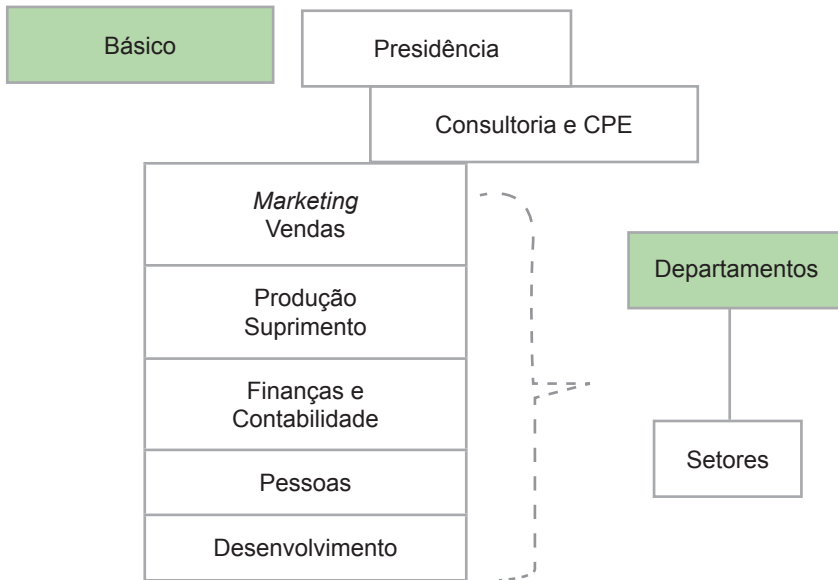 Básico
Presidência
Consultoria e CPE
Marketing
Vendas
Produção
Suprimento
Finanças e
Contabilidade
Pessoas
Desenvolvimento
Departamentos
Setores